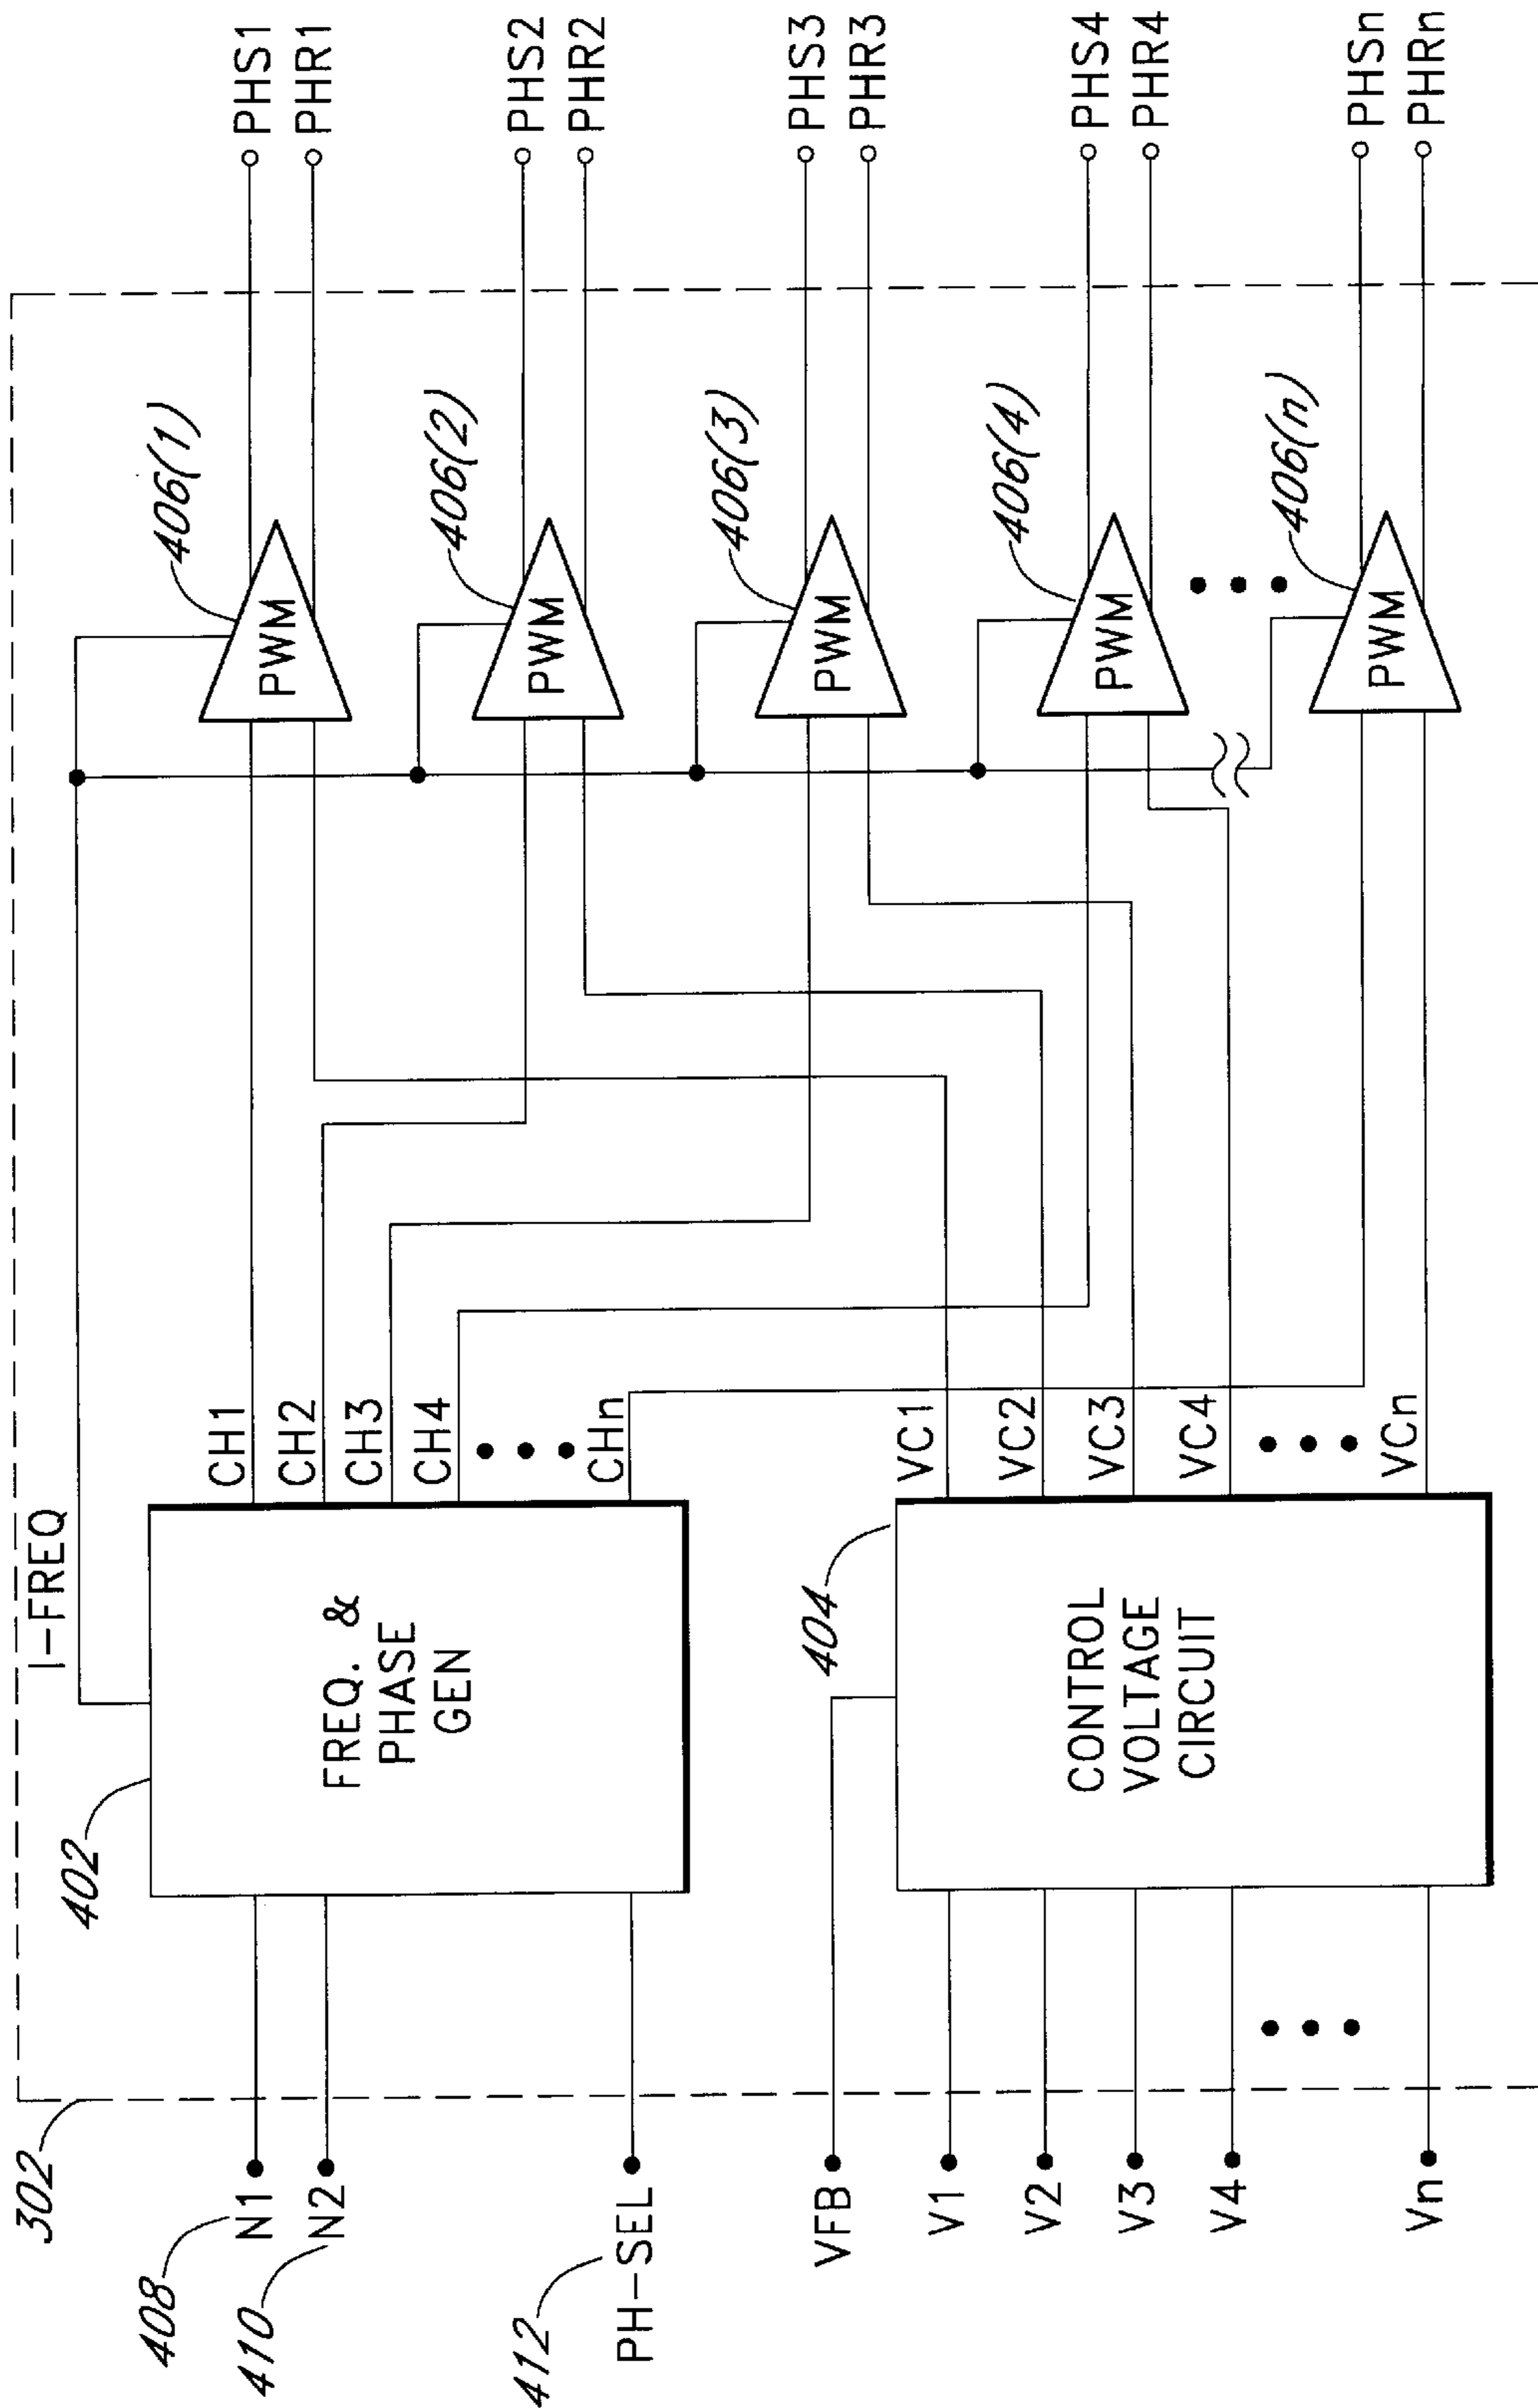 302
408
N1
410
N2
412
PH-SEL
VFB
V1
V2
V3
V4
Vn
402
FREQ. &
PHASE
GEN
I-FREQ
CH1
CH2
CH3
CH4
CHn
404
CONTROL
VOLTAGE
CIRCUIT
VC1
VC2
VC3
VC4
VCn
406(1)
PWM
PHS1
PHR1
406(2)
PWM
PHS2
PHR2
406(3)
PWM
PHS3
PHR3
406(4)
PWM
PHS4
PHR4
406(n)
PWM
PHSn
PHRn